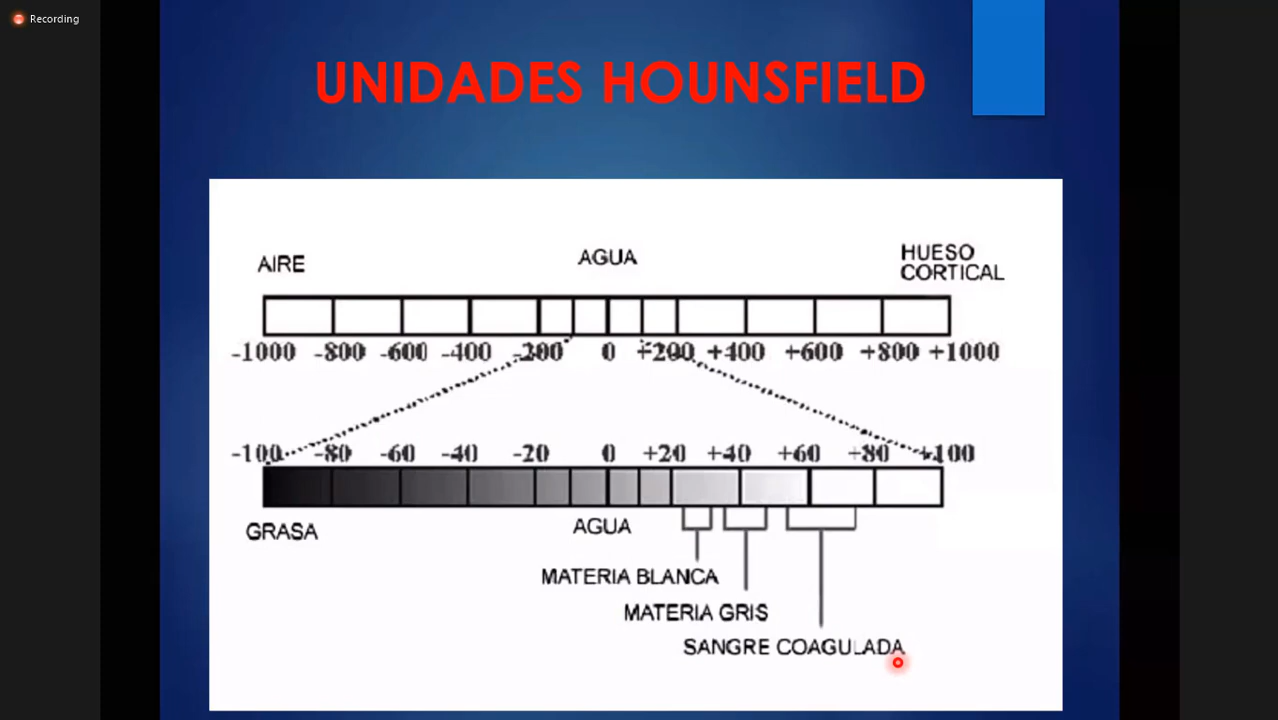 Recording
UNIDADES HOUNSFIELD
AIRE
AGUA
HUESO
CORTICAL
-1000 -800 -600 -400 -200 0 +200 +400 +600 +800 +1000
-100 -80 -60 -40 -20 0 +20 +40 +60 +80 +100
GRASA
AGUA
MATERIA BLANCA
MATERIA GRIS
SANGRE COAGULADA